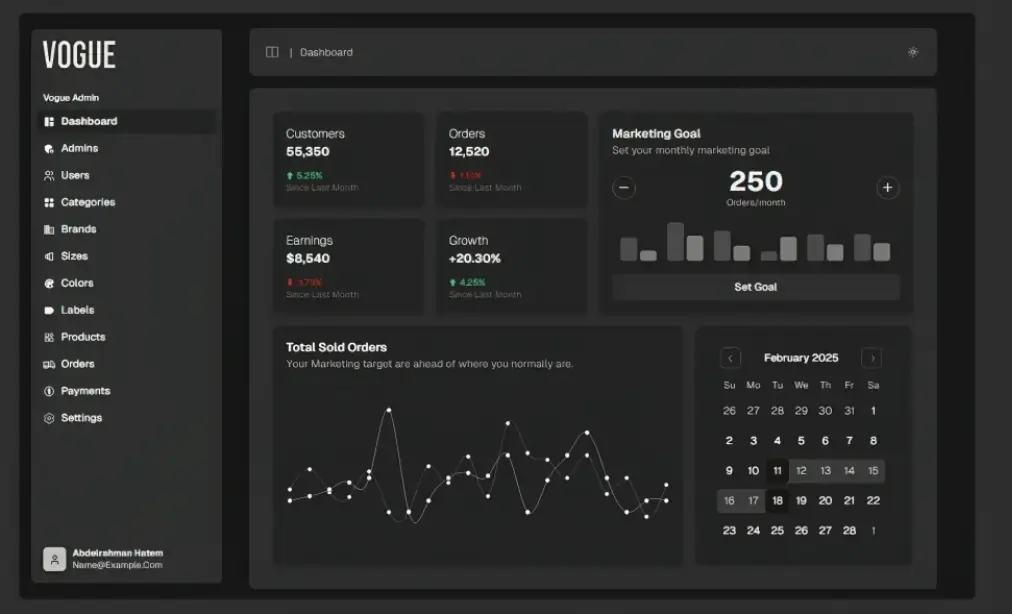 VOGUE
Vogue Admin
Dashboard
Admins
Users
Categories
Brands
Sizes
Colors
Labels
Products
Orders
Payments
Settings
Abdelrahman Hatem
Name@Example.Com
| Dashboard
Customers
55,350
5.25%
Since Last Month
Orders
12,520
Since Last Month
Earnings
$8,540
Since Last Month
Growth
+20.30%
4.25%
Since Last Month
Marketing Goal
Set your monthly marketing goal
250
Orders/month
Set Goal
Total Sold Orders
Your Marketing target are ahead of where you normally are.
February 2025
Su Mo Tu We Th Fr Sa
26 27 28 29 30 31 1
2 3 4 5 6 7 8
9 10 11 12 13 14 15
16 17 18 19 20 21 22
23 24 25 26 27 28 1